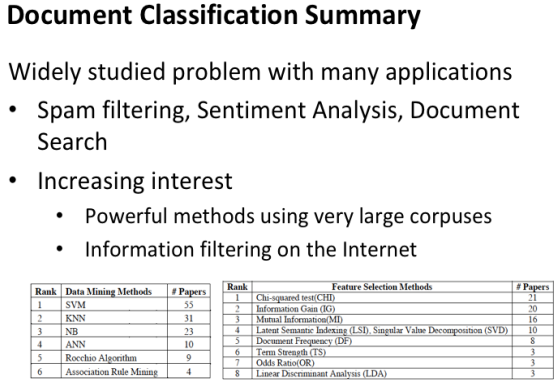 Document Classification Summary
Widely studied problem with many applications
• Spam filtering, Sentiment Analysis, Document
Search
• Increasing interest
• Powerful methods using very large corpuses
• Information filtering on the Internet
Rank Data Mining Methods # Papers
1 SVM 55
2 KNN 31
3 NB 23
4 ANN 10
5 Rocchio Algorithm 9
6 Association Rule Mining 4
Rank Feature Selection Methods # Papers
1 Chi-squared test(CHI) 21
2 Information Gain (IG) 20
3 Mutual Information(MI) 16
4 Latent Semantic Indexing (LSI), Singular Value Decomposition (SVD) 10
5 Document Frequency (DF) 8
6 Term Strength (TS) 3
7 Odds Ratio(OR) 3
8 Linear Discriminant Analysis (LDA) 3